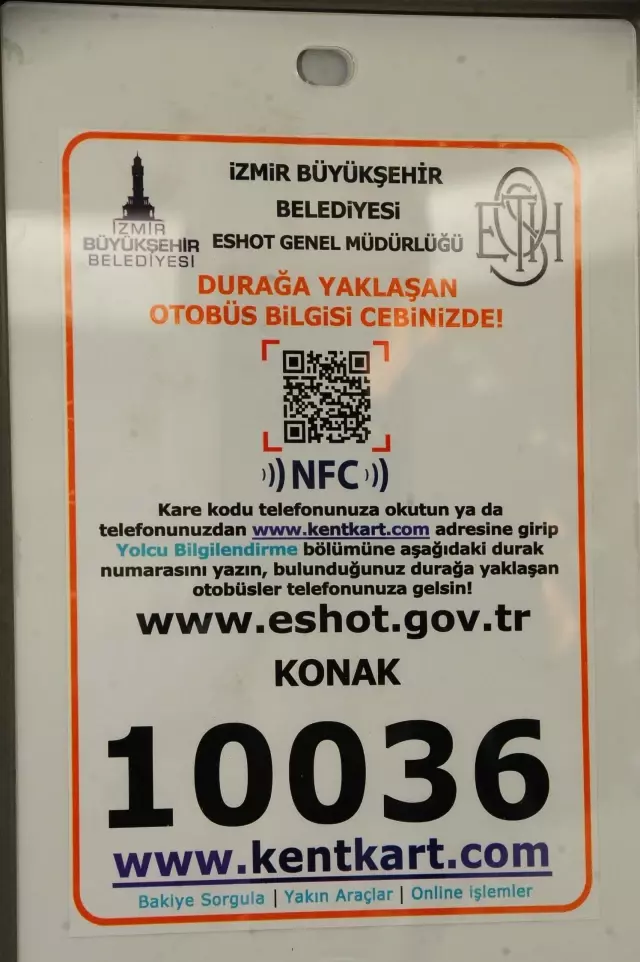 İZMİR BÜYÜKŞEHİR
BELEDİYESİ
ESHOT GENEL MÜDÜRLÜĞÜ
İZMİR
BÜYÜKŞEHİR
BELEDİYESİ
ESHOT
DURAĞA YAKLAŞAN
OTOBÜS BİLGİSİ CEBİNİZDE!
NFC
Kare kodu telefonunuza okutun ya da
telefonunuzdan www.kentkart.com adresine girip
Yolcu Bilgilendirme bölümüne aşağıdaki durak
numarasını yazın, bulunduğunuz durağa yaklaşan
otobüsler telefonunuza gelsin!
www.eshot.gov.tr
KONAK
10036
www.kentkart.com
Bakiye Sorgula | Yakın Araçlar | Online işlemler